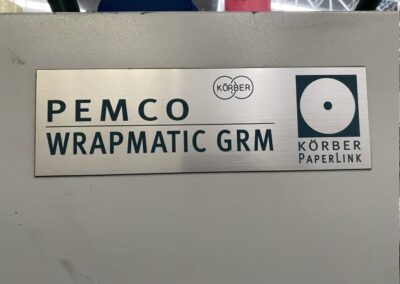 KÖRBER
PEMCO
WRAPMATIC GRM
KÖRBER
PAPERLINK